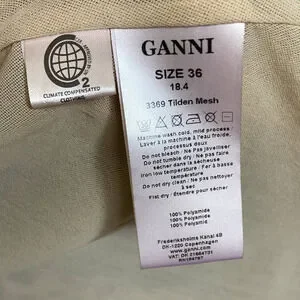 2
CLIMATE COMPENSATED
CLOTHING
GANNI
SIZE 36
18.4
3369 Tilden Mesh
Machine wash cold, mild process
Laver à la machine à l'eau froide,
processus doux
Do not bleach / Ne pas javelliser
Do not tumble dry / Ne pas faire
sécher dans la sécheuse
Iron low temperature / Fer à basse
température
Do not dry clean / Ne pas nettoyer
à sec
Flat dry / Étendre à plat pour
sécher
100% Polyamide
100% Polyamide
100% Polyamid
Frederiksholms Kanal 4B
DK-1220 Copenhagen
www.ganni.com